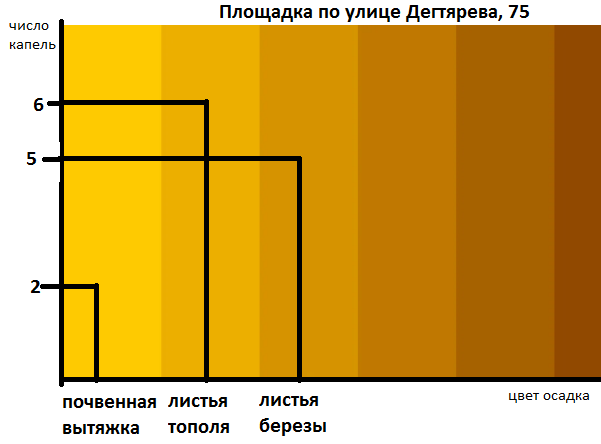 Площадка по улице Дегтярева, 75
число
капель
6
5
2
цвет осадка
почвенная
вытяжка
листья
тополя
листья
березы